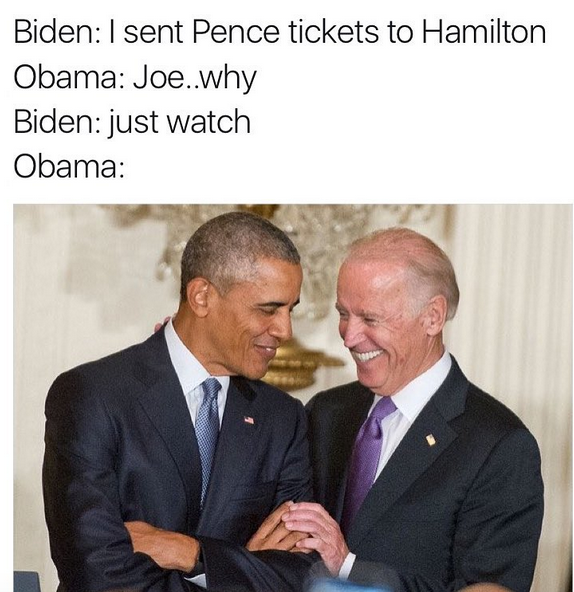 Biden: I sent Pence tickets to Hamilton
Obama: Joe..why
Biden: just watch
Obama: